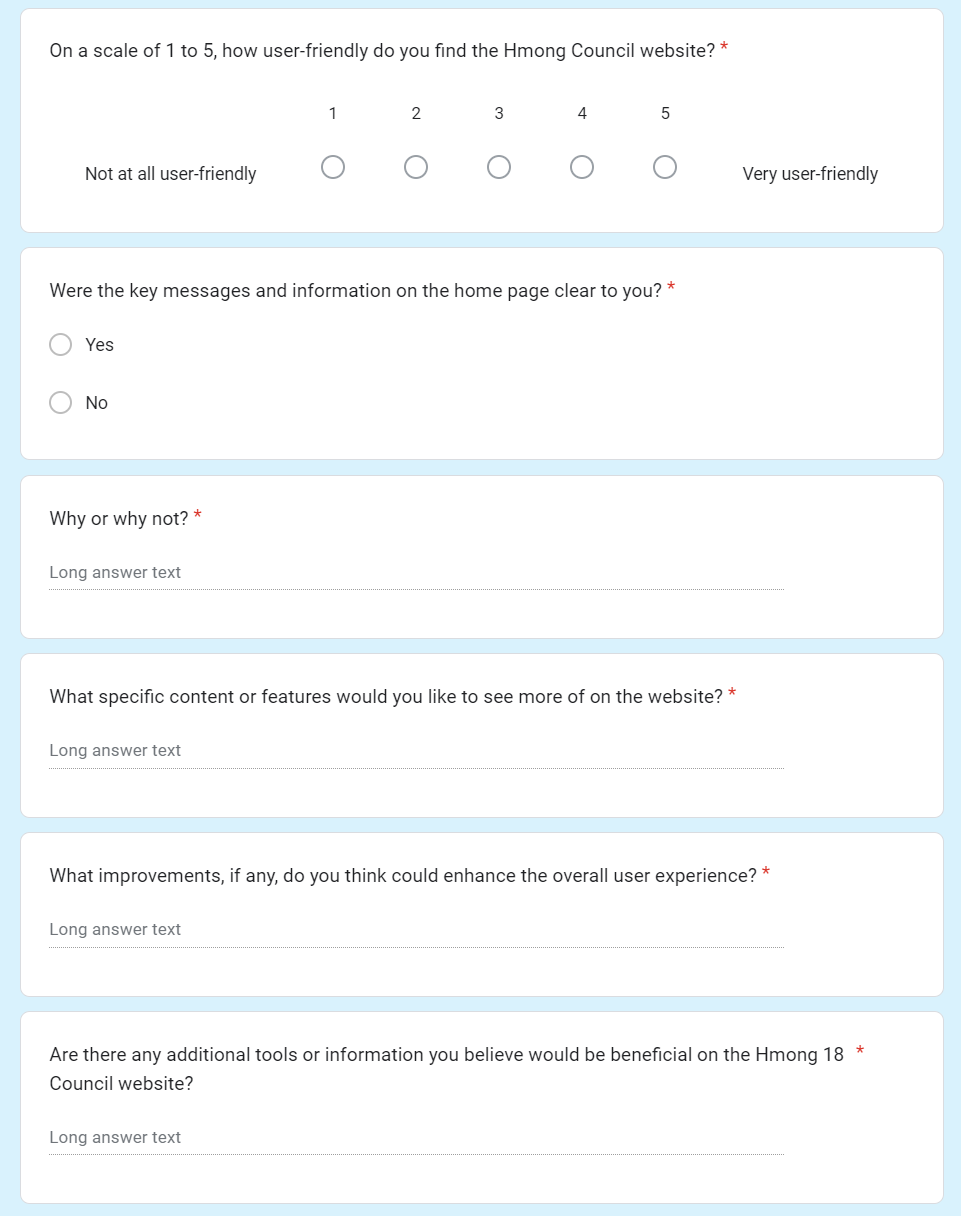 On a scale of 1 to 5, how user-friendly do you find the Hmong Council website? *
1 2 3 4 5
Not at all user-friendly Very user-friendly
Were the key messages and information on the home page clear to you? *
Yes
No
Why or why not? *
Long answer text
What specific content or features would you like to see more of on the website? *
Long answer text
What improvements, if any, do you think could enhance the overall user experience? *
Long answer text
Are there any additional tools or information you believe would be beneficial on the Hmong 18 *
Council website?
Long answer text